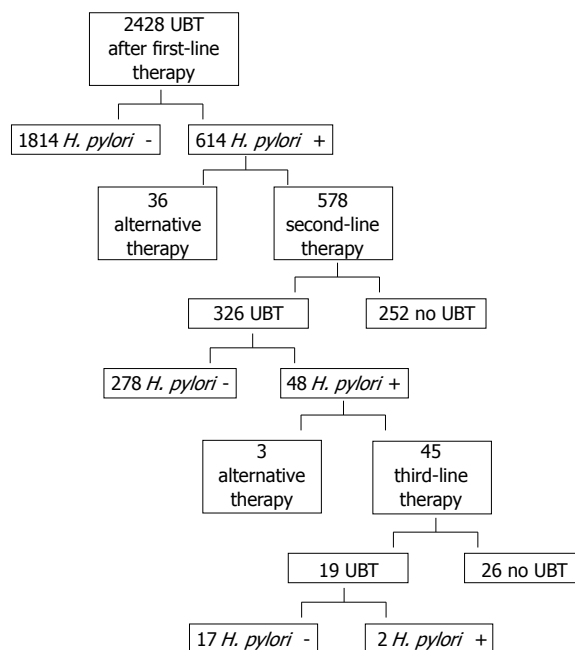 2428 UBT
after first-line
therapy
1814 H. pylori -
614 H. pylori +
36
alternative
therapy
578
second-line
therapy
326 UBT
252 no UBT
278 H. pylori -
48 H. pylori +
3
alternative
therapy
45
third-line
therapy
19 UBT
26 no UBT
17 H. pylori -
2 H. pylori +